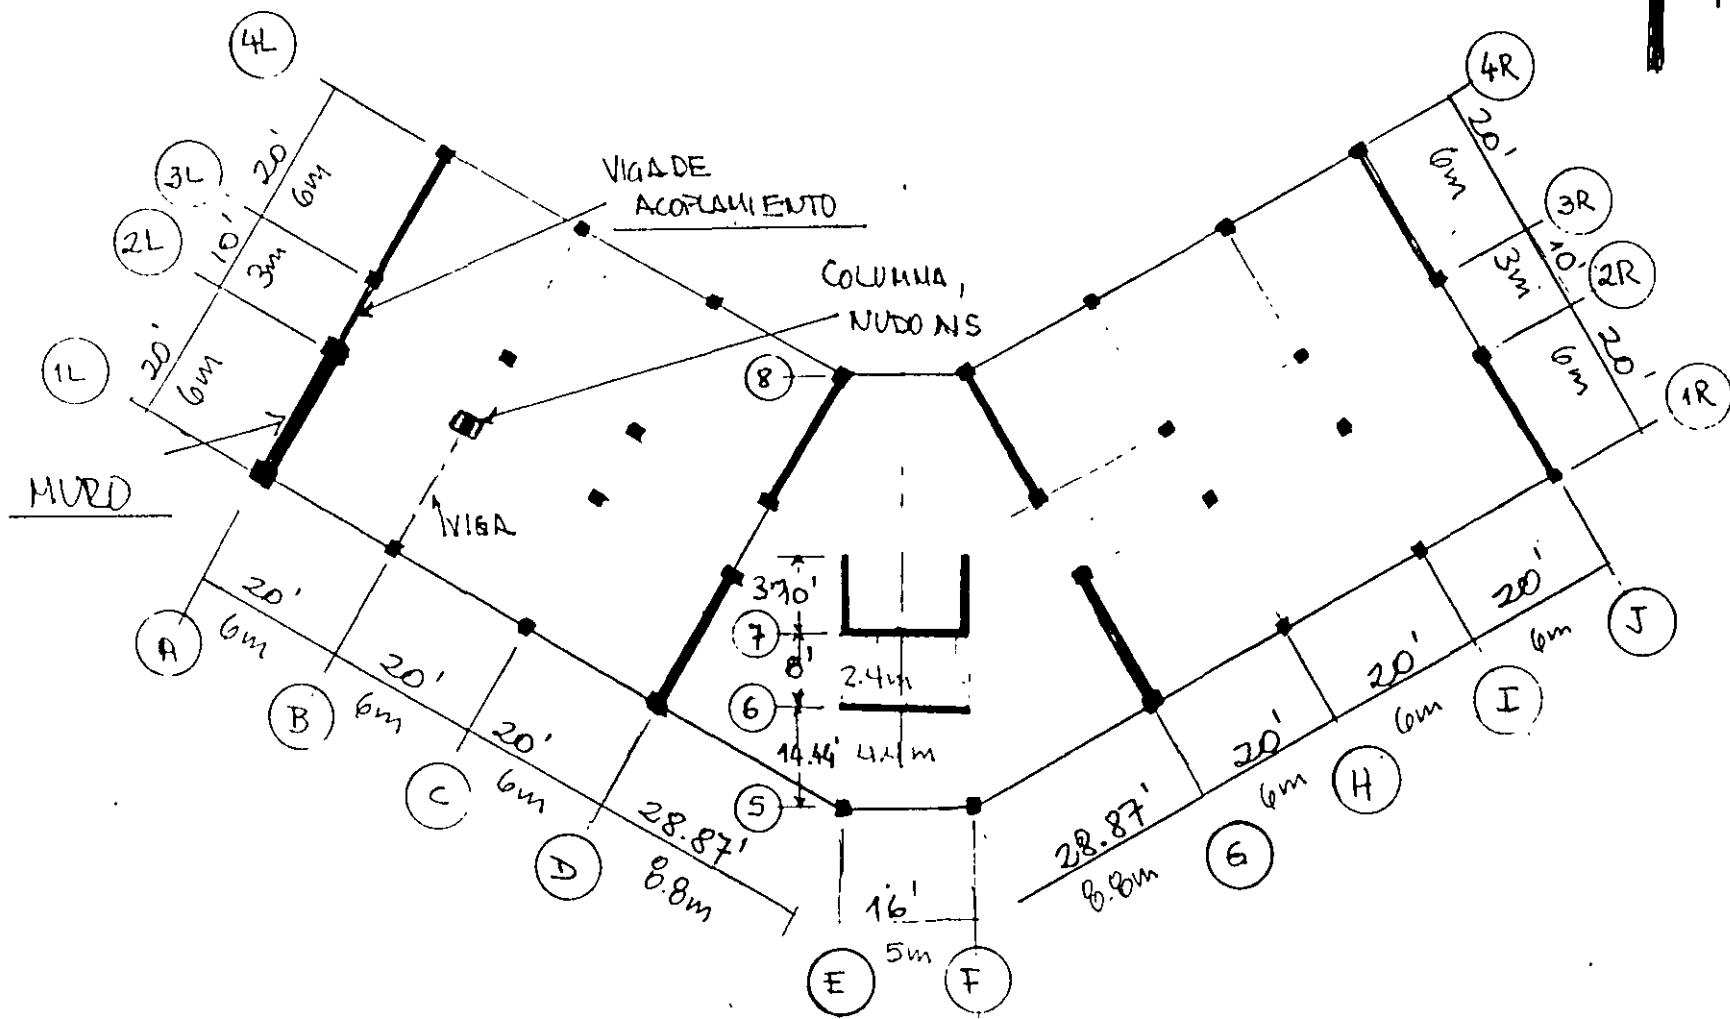 4L
4R
20'
6m
3L
VIGA DE
ACOPLAMIENTO
20'
6m
3R
2L
10'
3m
COLUMNA,
NUDO NS
10'
3m
2R
1L
20'
6m
8
20'
6m
1R
MURO
VIGA
3m
10'
7
8'
2.4m
6
14.44'
4.4m
5
A
20'
6m
B
20'
6m
C
20'
6m
D
28.87'
8.8m
16'
5m
E
F
28.87'
8.8m
G
20'
6m
H
20'
6m
I
20'
6m
J